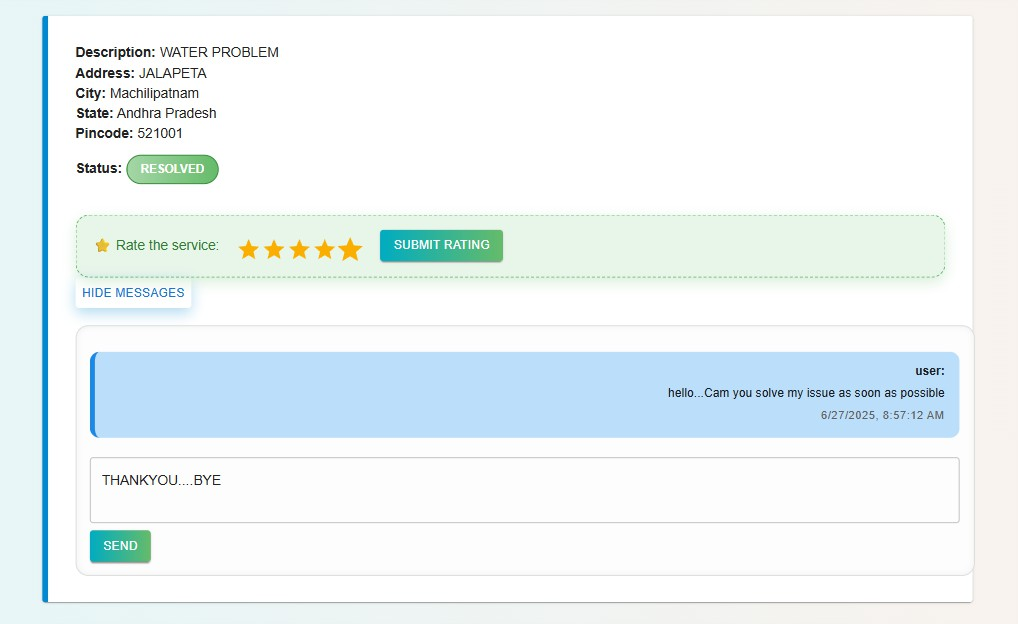 Description: WATER PROBLEM
Address: JALAPETA
City: Machilipatnam
State: Andhra Pradesh
Pincode: 521001
Status: RESOLVED
Rate the service: SUBMIT RATING
HIDE MESSAGES
user:
hello...Cam you solve my issue as soon as possible
6/27/2025, 8:57:12 AM
THANKYOU....BYE
SEND